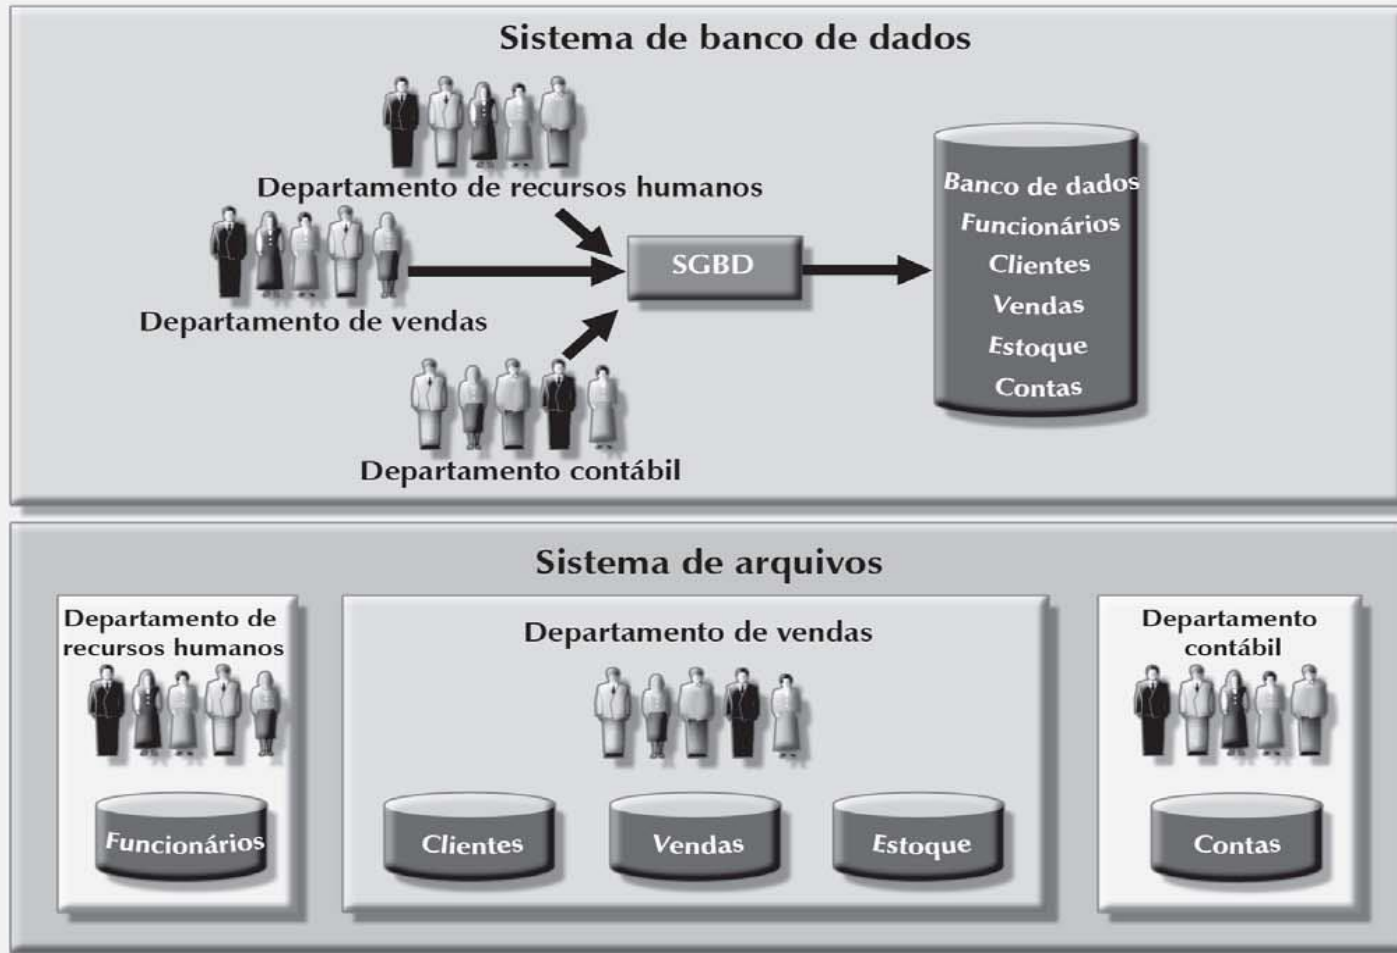 Sistema de banco de dados
Departamento de recursos humanos
Departamento de vendas
Departamento contábil
SGBD
Banco de dados
Funcionários
Clientes
Vendas
Estoque
Contas
Sistema de arquivos
Departamento de
recursos humanos
Funcionários
Departamento de vendas
Clientes
Vendas
Estoque
Departamento
contábil
Contas